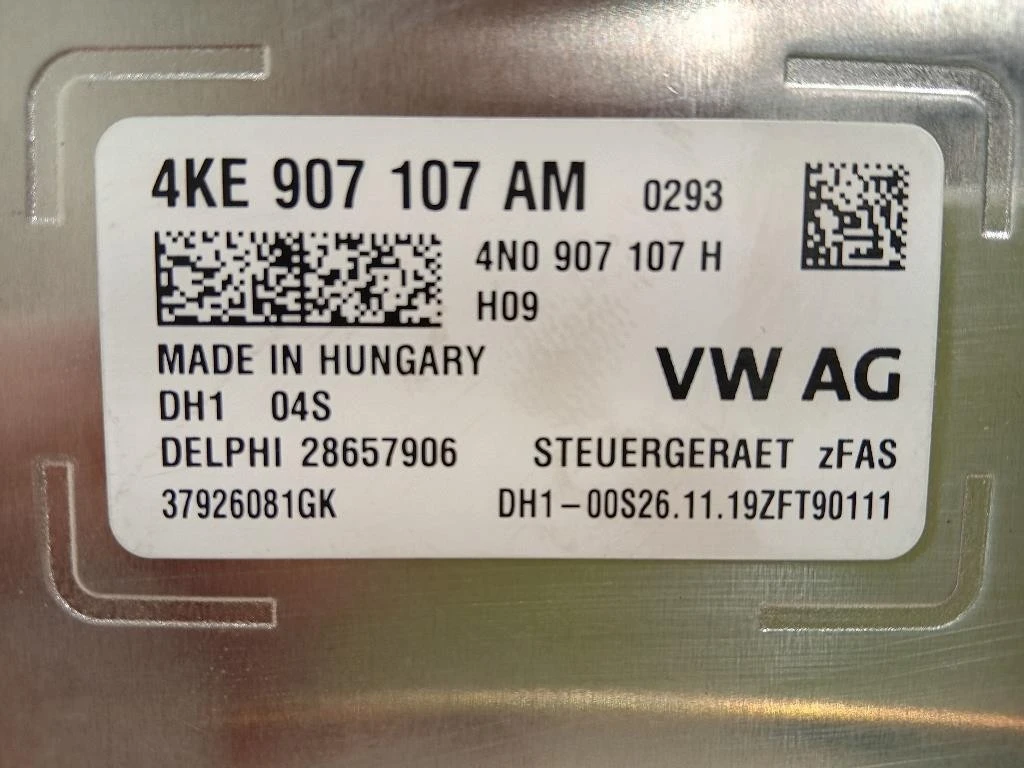 4KE 907 107 AM 0293
4N0 907 107 H
H09
MADE IN HUNGARY
VW AG
DH1 04S
DELPHI 28657906 STEUERGERAET zFAS
37926081GK DH1-00S26.11.19ZFT90111